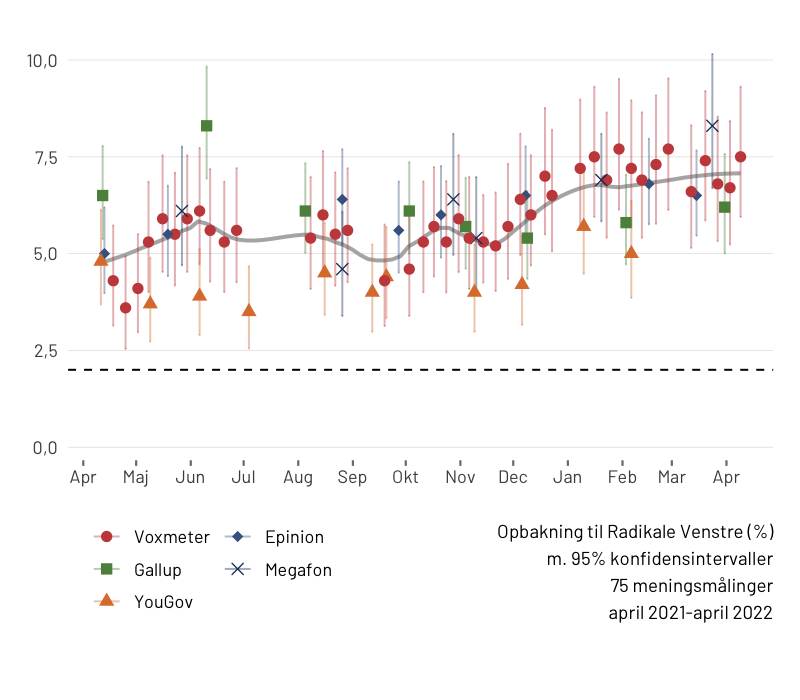 10,0
7,5
5,0
2,5
0,0
Apr Maj Jun Jul Aug Sep Okt Nov Dec Jan Feb Mar Apr
Voxmeter
Epinion
Gallup
Megafon
YouGov
Opbakning til Radikale Venstre (%)
m. 95% konfidensintervaller
75 meningsmålinger
april 2021-april 2022